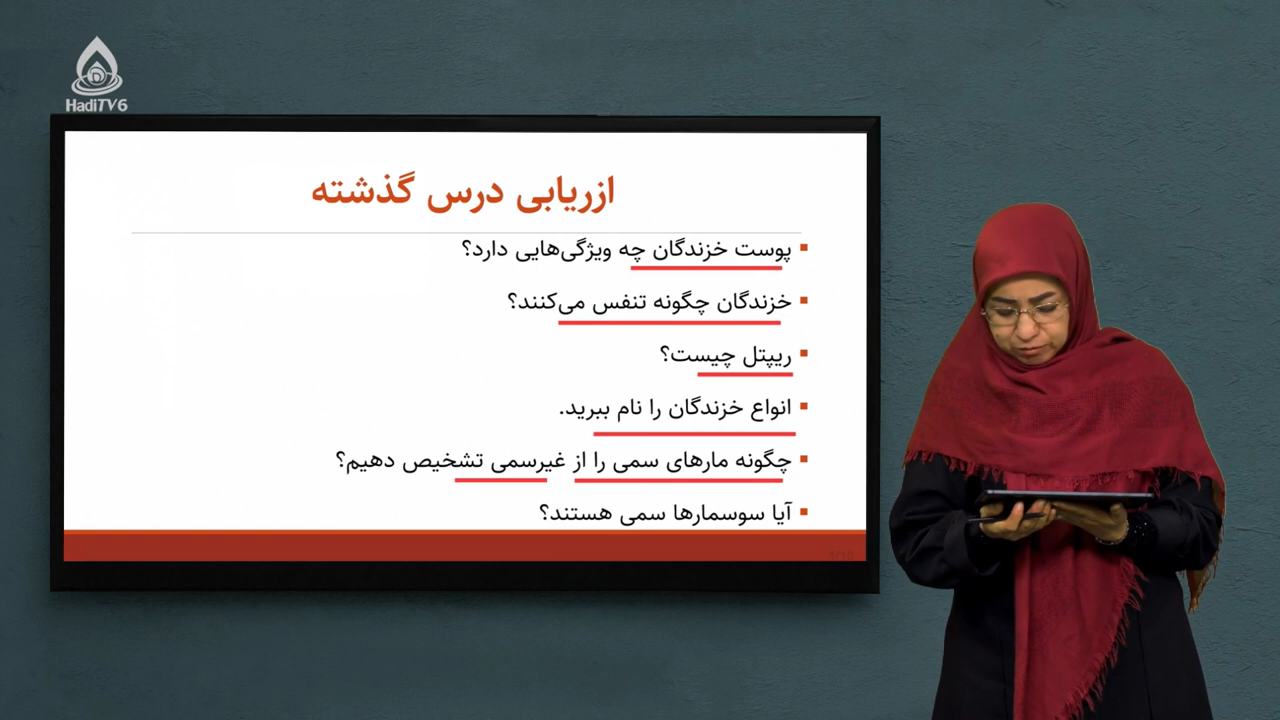 HadiTV6
ازریابی درس گذشته
پوست خزندگان چه ویژگی‌هایی دارد؟
خزندگان چگونه تنفس می‌کنند؟
ریپتل چیست؟
انواع خزندگان را نام ببرید.
چگونه مارهای سمی را از غیرسمی تشخیص دهیم؟
آیا سوسمارها سمی هستند؟